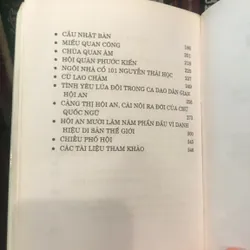 • CẦU NHẬT BẢN
• MIẾU QUAN CÔNG
• CHÙA QUAN ÂM
• HỘI QUÁN PHƯỚC KIẾN
• NGÔI NHÀ CỔ 101 NGUYỄN THÁI HỌC
• CÙ LAO CHÀM
• TÌNH YÊU LỨA ĐÔI TRONG CA DAO DÂN GIAN
HỘI AN
• CẢNG THỊ HỘI AN, CÁI NÔI RA ĐỜI CỦA CHỮ
QUỐC NGỮ
• HỘI AN MƯỜI LĂM NĂM PHẤN ĐẤU VÌ DANH
HIỆU DI SẢN THẾ GIỚI
• CHIỀU PHỐ HỘI
• CÁC TÀI LIỆU THAM KHẢO